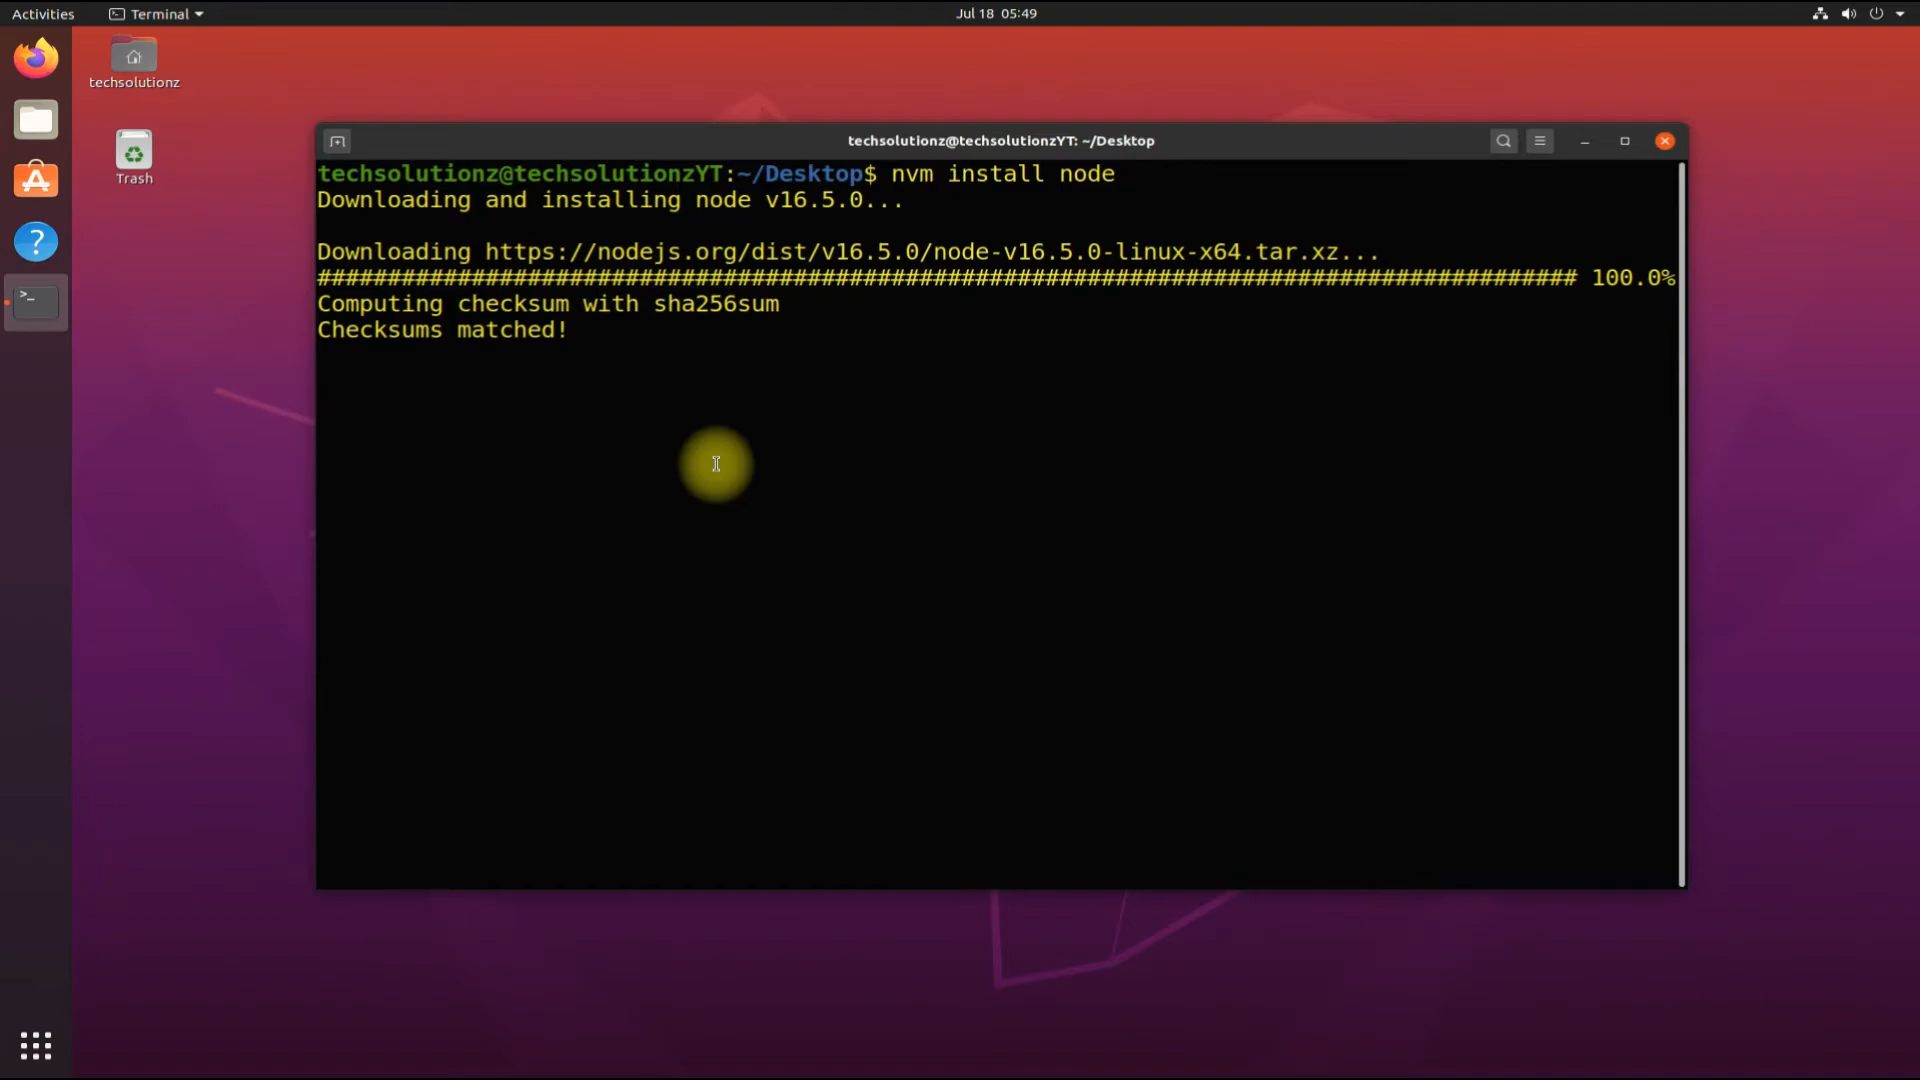 Activities
Terminal
Jul 18 05:49
techsolutionz
Trash
techsolutionz@techsolutionzYT: ~/Desktop
techsolutionz@techsolutionzYT:~/Desktop$ nvm install node
Downloading and installing node v16.5.0...
Downloading https://nodejs.org/dist/v16.5.0/node-v16.5.0-linux-x64.tar.xz...
########################################################################################## 100.0%
Computing checksum with sha256sum
Checksums matched!